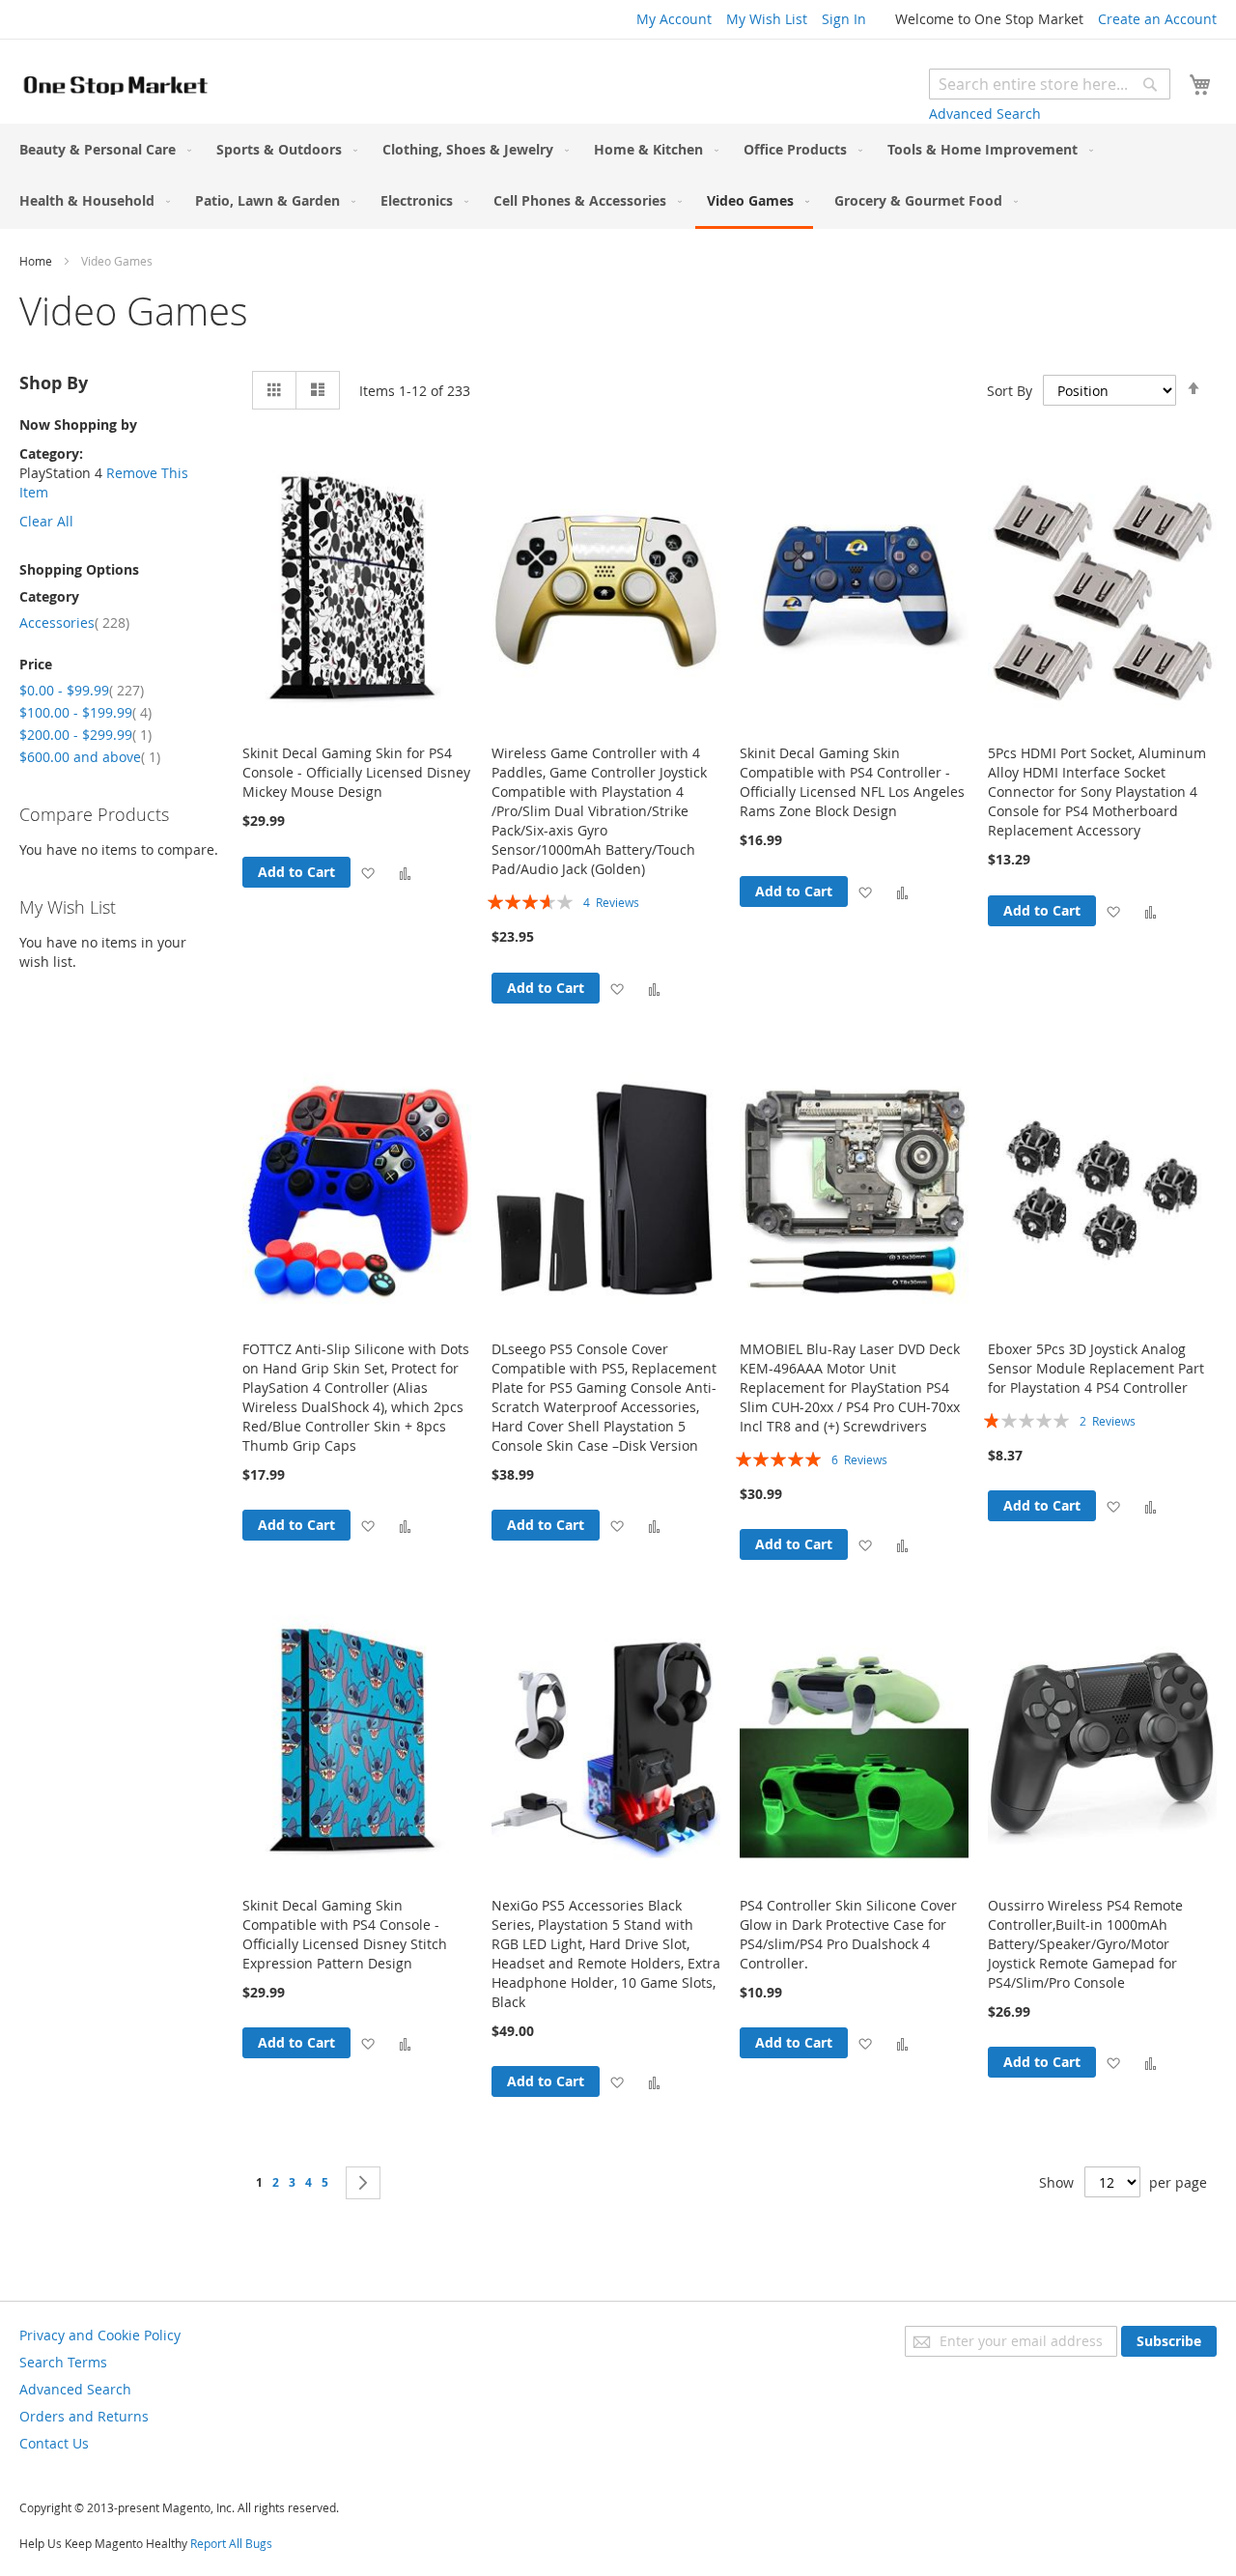 My Account My Wish List Sign In Welcome to One Stop Market Create an Account
One Stop Market
Search entire store here...
Advanced Search
Beauty & Personal Care Sports & Outdoors Clothing, Shoes & Jewelry Home & Kitchen Office Products Tools & Home Improvement
Health & Household Patio, Lawn & Garden Electronics Cell Phones & Accessories Video Games Grocery & Gourmet Food
Home Video Games
Video Games
Shop By
Now Shopping by
Category:
PlayStation 4 Remove This
Item
Clear All
Shopping Options
Category
Accessories( 228)
Price
$0.00 - $99.99( 227)
$100.00 - $199.99( 4)
$200.00 - $299.99( 1)
$600.00 and above( 1)
Compare Products
You have no items to compare.
My Wish List
You have no items in your
wish list.
Items 1-12 of 233
Sort By Position
Skinit Decal Gaming Skin for PS4
Console - Officially Licensed Disney
Mickey Mouse Design
$29.99
Add to Cart
Wireless Game Controller with 4
Paddles, Game Controller Joystick
Compatible with Playstation 4
/Pro/Slim Dual Vibration/Strike
Pack/Six-axis Gyro
Sensor/1000mAh Battery/Touch
Pad/Audio Jack (Golden)
4 Reviews
$23.95
Add to Cart
Skinit Decal Gaming Skin
Compatible with PS4 Controller -
Officially Licensed NFL Los Angeles
Rams Zone Block Design
$16.99
Add to Cart
5Pcs HDMI Port Socket, Aluminum
Alloy HDMI Interface Socket
Connector for Sony Playstation 4
Console for PS4 Motherboard
Replacement Accessory
$13.29
Add to Cart
FOTTCZ Anti-Slip Silicone with Dots
on Hand Grip Skin Set, Protect for
PlaySation 4 Controller (Alias
Wireless DualShock 4), which 2pcs
Red/Blue Controller Skin + 8pcs
Thumb Grip Caps
$17.99
Add to Cart
DLseego PS5 Console Cover
Compatible with PS5, Replacement
Plate for PS5 Gaming Console Anti-
Scratch Waterproof Accessories,
Hard Cover Shell Playstation 5
Console Skin Case –Disk Version
$38.99
Add to Cart
MMOBIEL Blu-Ray Laser DVD Deck
KEM-496AAA Motor Unit
Replacement for PlayStation PS4
Slim CUH-20xx / PS4 Pro CUH-70xx
Incl TR8 and (+) Screwdrivers
6 Reviews
$30.99
Add to Cart
Eboxer 5Pcs 3D Joystick Analog
Sensor Module Replacement Part
for Playstation 4 PS4 Controller
2 Reviews
$8.37
Add to Cart
Skinit Decal Gaming Skin
Compatible with PS4 Console -
Officially Licensed Disney Stitch
Expression Pattern Design
$29.99
Add to Cart
NexiGo PS5 Accessories Black
Series, Playstation 5 Stand with
RGB LED Light, Hard Drive Slot,
Headset and Remote Holders, Extra
Headphone Holder, 10 Game Slots,
Black
$49.00
Add to Cart
PS4 Controller Skin Silicone Cover
Glow in Dark Protective Case for
PS4/slim/PS4 Pro Dualshock 4
Controller.
$10.99
Add to Cart
Oussirro Wireless PS4 Remote
Controller,Built-in 1000mAh
Battery/Speaker/Gyro/Motor
Joystick Remote Gamepad for
PS4/Slim/Pro Console
$26.99
Add to Cart
1 2 3 4 5
Show 12 per page
Privacy and Cookie Policy
Search Terms
Advanced Search
Orders and Returns
Contact Us
Enter your email address
Subscribe
Copyright © 2013-present Magento, Inc. All rights reserved.
Help Us Keep Magento Healthy Report All Bugs